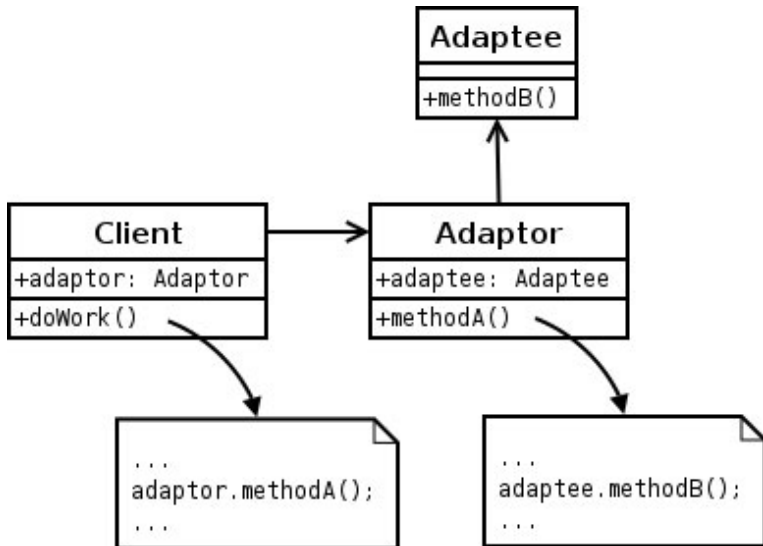 Adaptee
+methodB()
Client
+adaptor: Adaptor
+doWork()
Adaptor
+adaptee: Adaptee
+methodA()
...
adaptor.methodA();
...
...
adaptee.methodB();
...